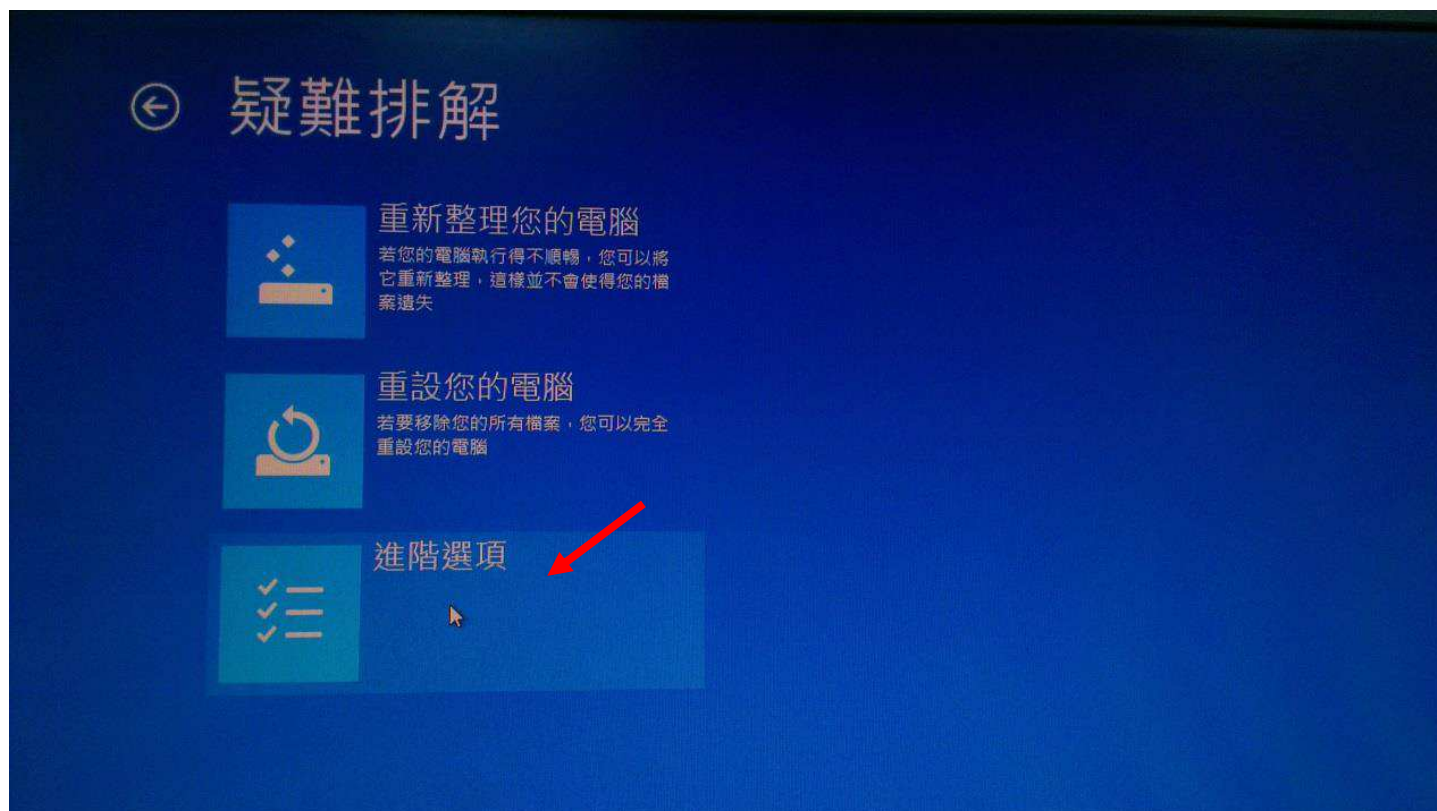 疑難排解
重新整理您的電腦
若您的電腦執行得不順暢，您可以將
它重新整理，這樣並不會使得您的檔
案遺失
重設您的電腦
若要移除您的所有檔案，您可以完全
重設您的電腦
進階選項